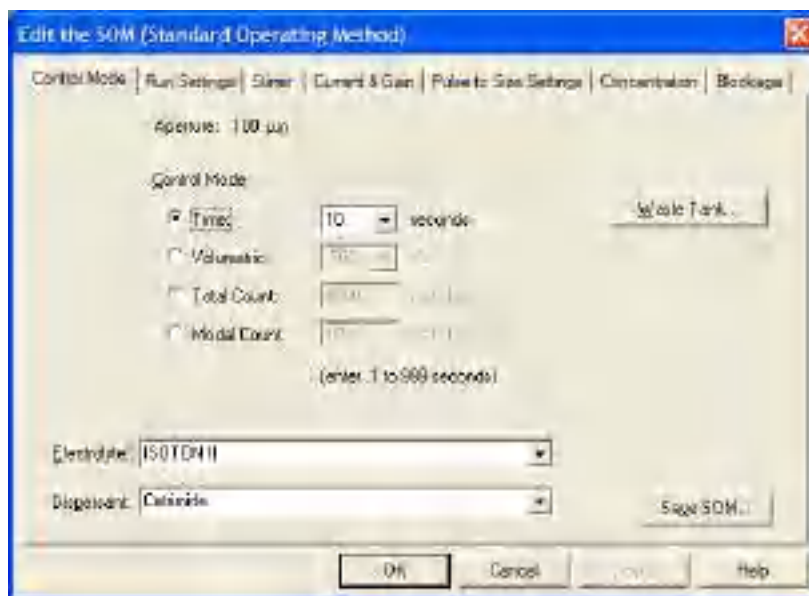 Edit the SOM (Standard Operating Method)
Control Mode Run Settings Stirrer Current & Gain Pulse to Size Settings Concentration Blockage
Aperture: 100 µm
Control Mode
Time: 10 seconds
Waste Tank...
Volumetric:
Total Count:
Modal Count:
(enter .1 to 999 seconds)
Electrolyte: ISOTON II
Dispersant: Cetrimide
Save SOM...
OK Cancel Help